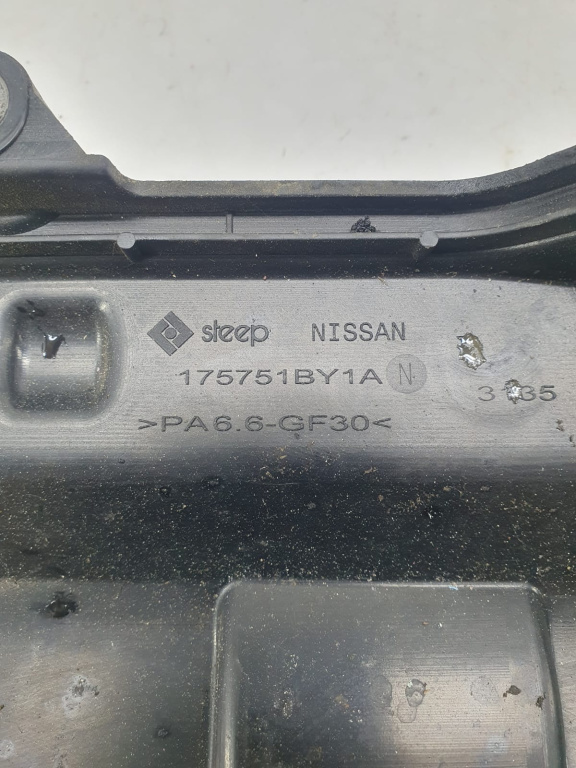 steep NISSAN
175751BY1A N
>PA6.6-GF30<